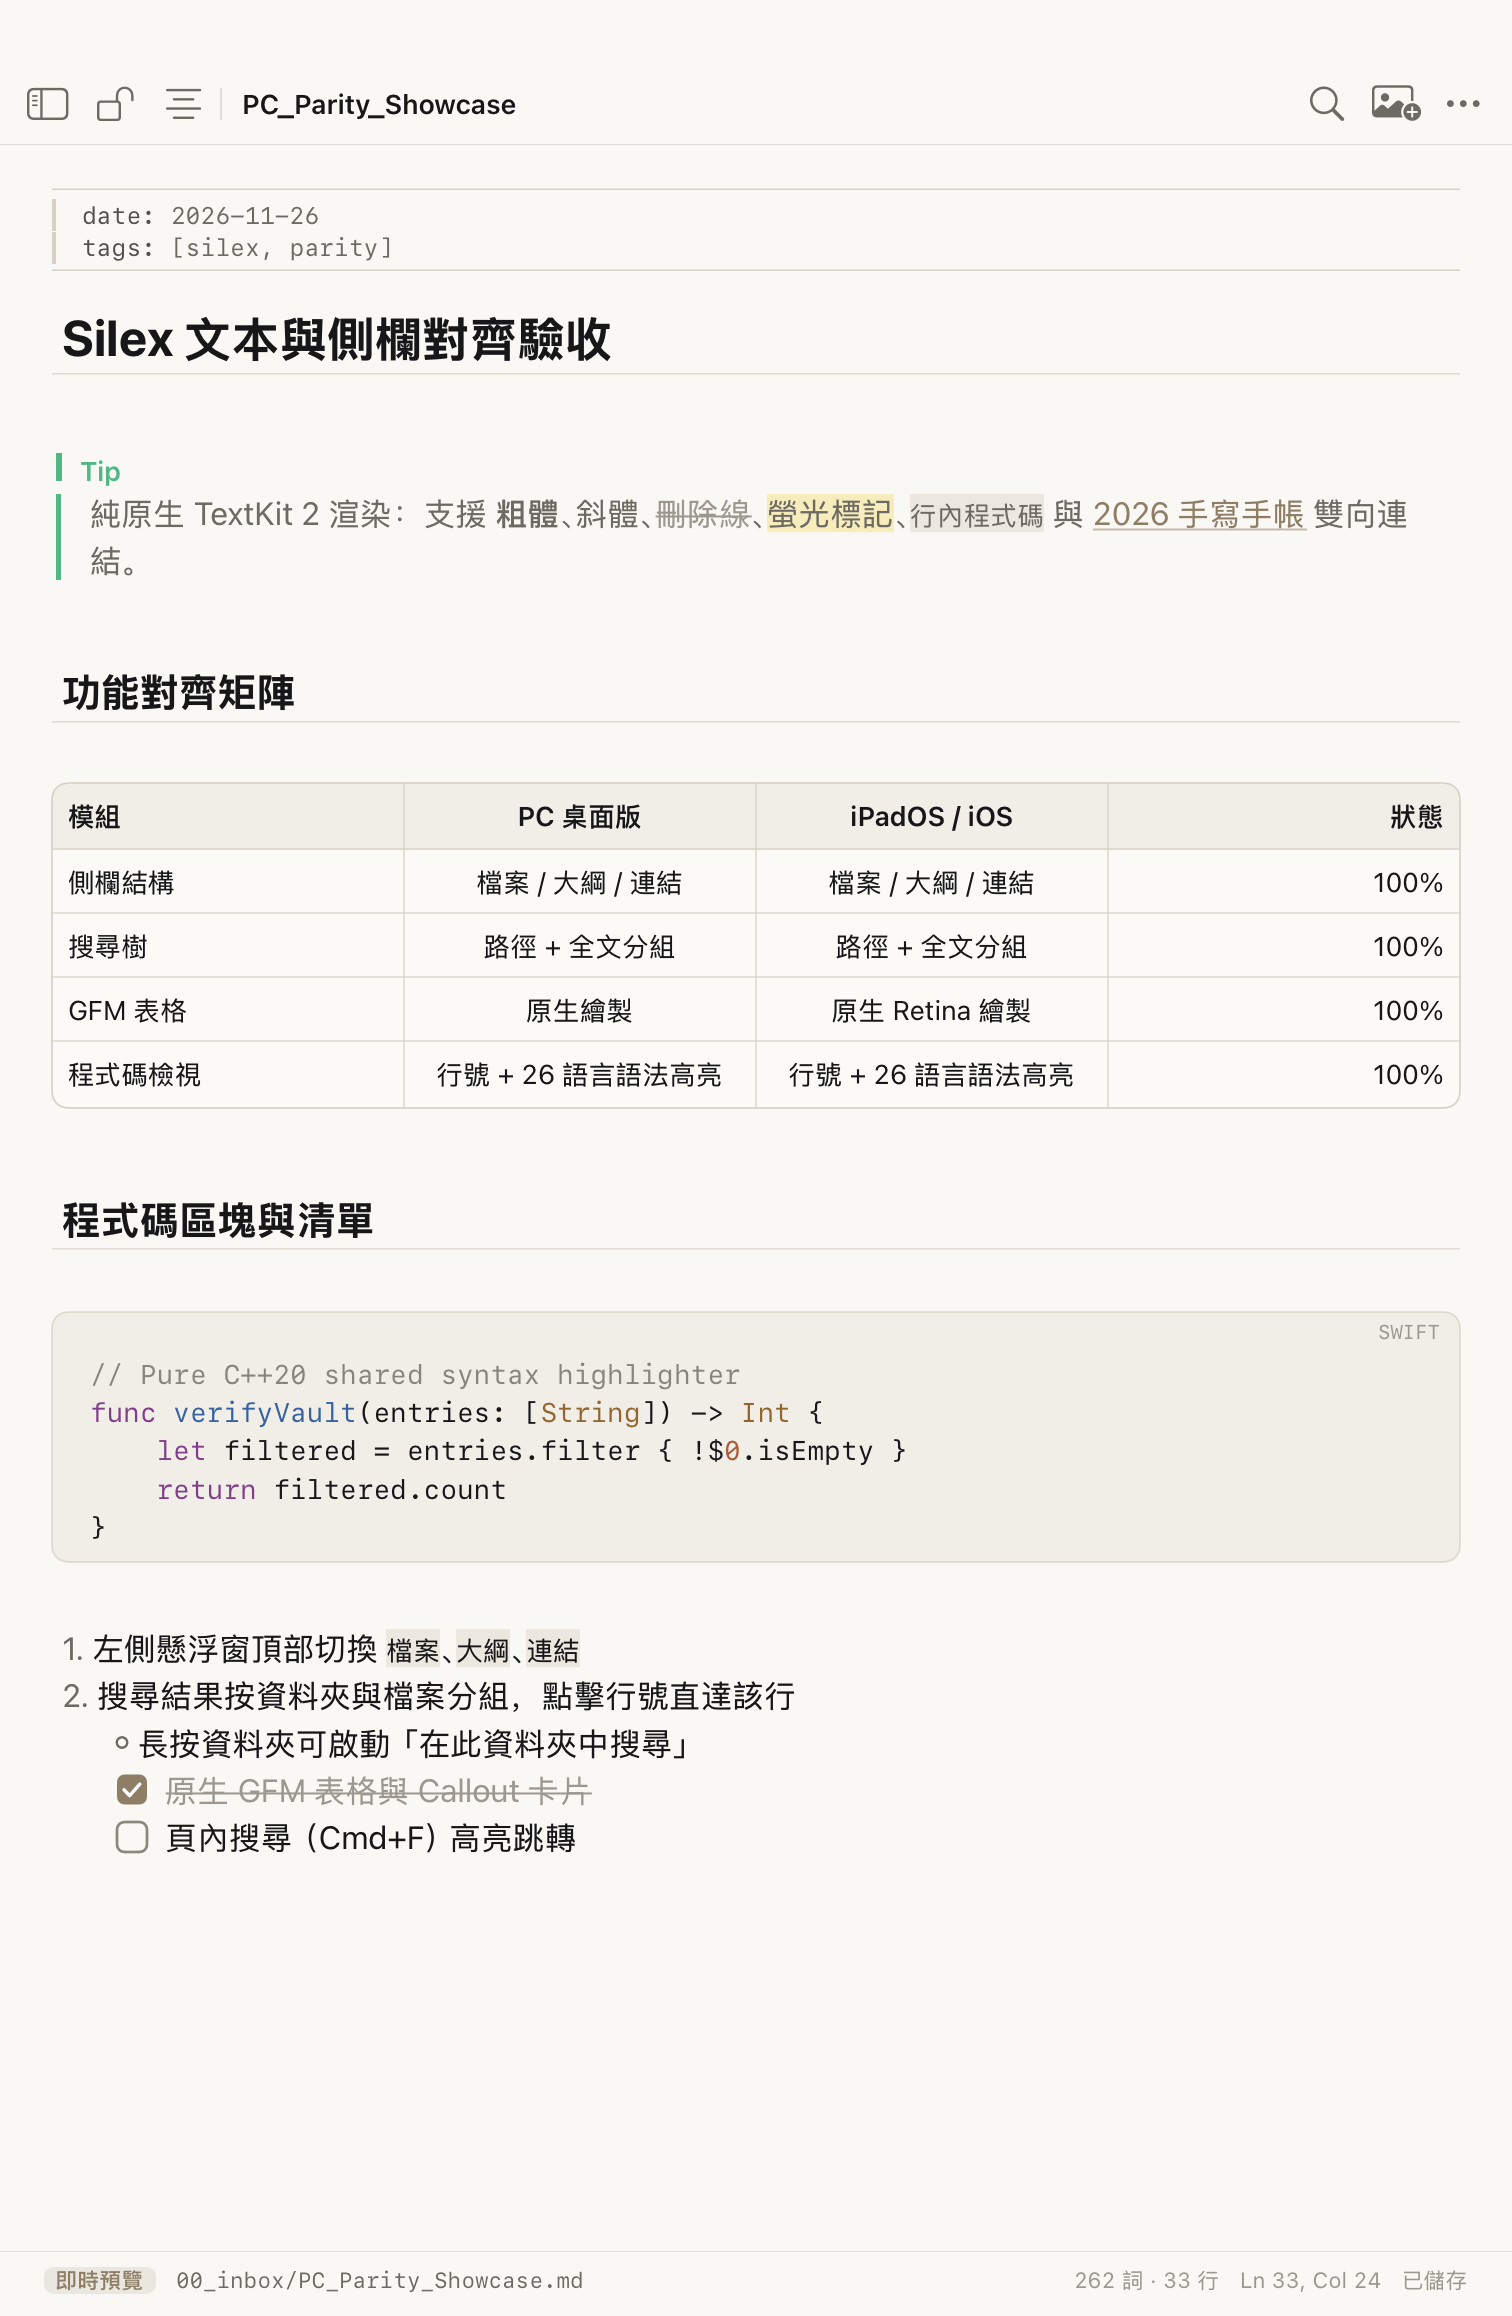 PC_Parity_Showcase
date: 2026-11-26
tags: [silex, parity]
Silex 文本與側欄對齊驗收
Tip
純原生 TextKit 2 渲染：支援 粗體、斜體、刪除線、螢光標記、行內程式碼 與 2026 手寫手帳 雙向連
結。
功能對齊矩陣
模組 PC 桌面版 iPadOS / iOS 狀態
側欄結構 檔案 / 大綱 / 連結 檔案 / 大綱 / 連結 100%
搜尋樹 路徑 + 全文分組 路徑 + 全文分組 100%
GFM 表格 原生繪製 原生 Retina 繪製 100%
程式碼檢視 行號 + 26 語言語法高亮 行號 + 26 語言語法高亮 100%
程式碼區塊與清單
SWIFT
// Pure C++20 shared syntax highlighter
func verifyVault(entries: [String]) -> Int {
    let filtered = entries.filter { !$0.isEmpty }
    return filtered.count
}
1. 左側懸浮窗頂部切換 檔案、大綱、連結
2. 搜尋結果按資料夾與檔案分組，點擊行號直達該行
長按資料夾可啟動「在此資料夾中搜尋」
原生 GFM 表格與 Callout 卡片
頁內搜尋（Cmd+F）高亮跳轉
即時預覽 00_inbox/PC_Parity_Showcase.md 262 詞 · 33 行 Ln 33, Col 24 已儲存